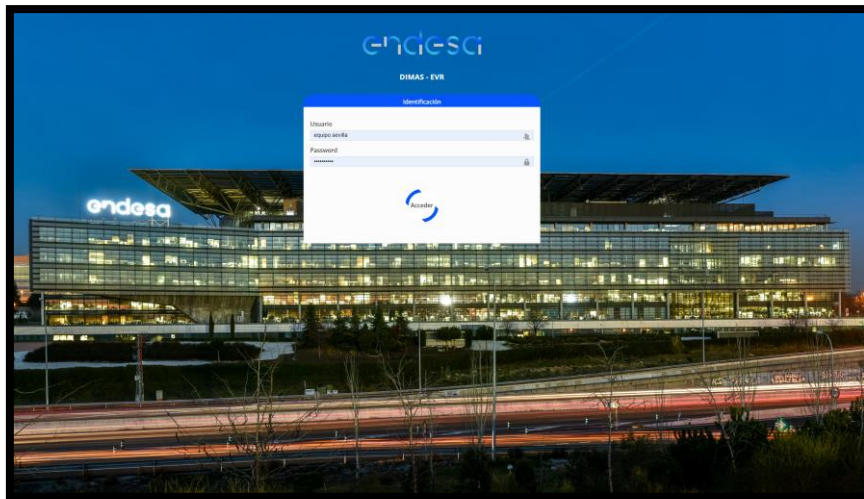 endesa
DIMAS - EVR
Identificación
Usuario
equipo sevilla
Password
••••••••••
Acceder
endesa